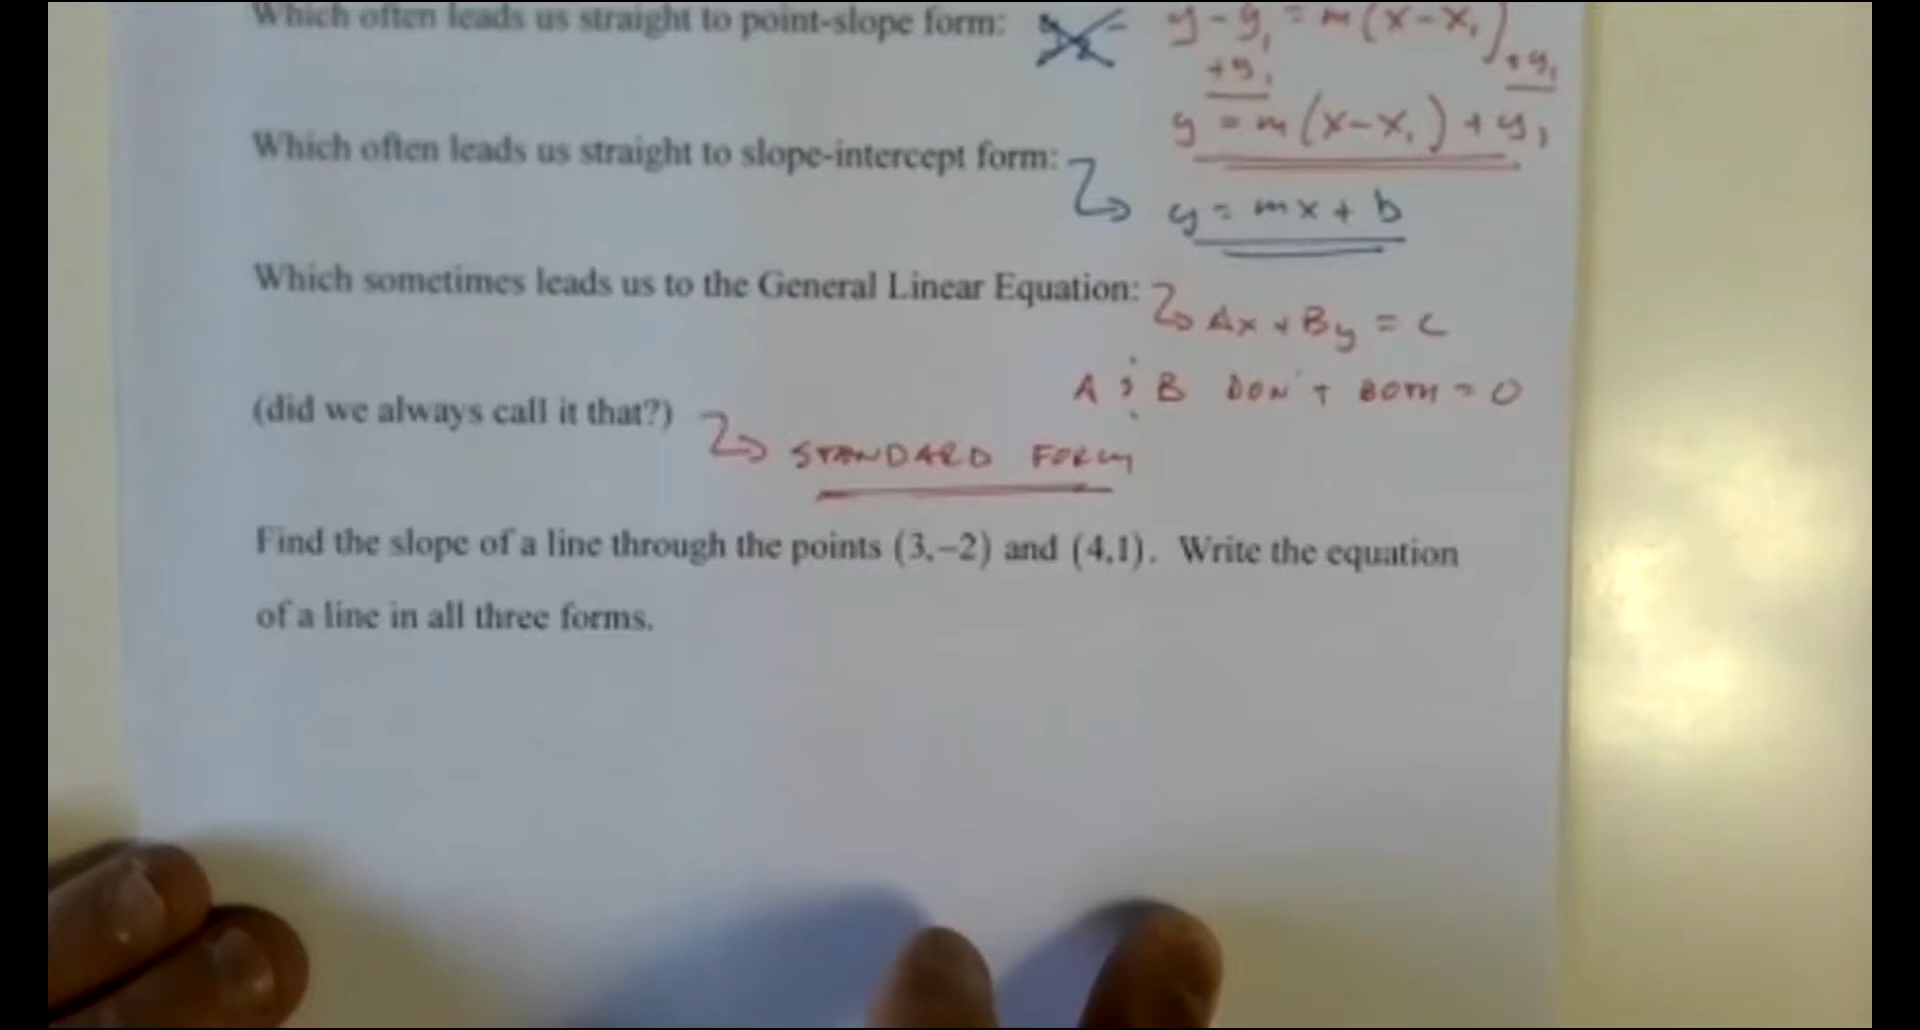 Which often leads us straight to point-slope form: y - y₁ = m(x - x₁)
+y₁ +y₁
y = m(x - x₁) + y₁
Which often leads us straight to slope-intercept form:
y = mx + b
Which sometimes leads us to the General Linear Equation:
Ax + By = C
A & B DON'T BOTH = 0
(did we always call it that?)
STANDARD FORM
Find the slope of a line through the points (3,−2) and (4,1). Write the equation
of a line in all three forms.